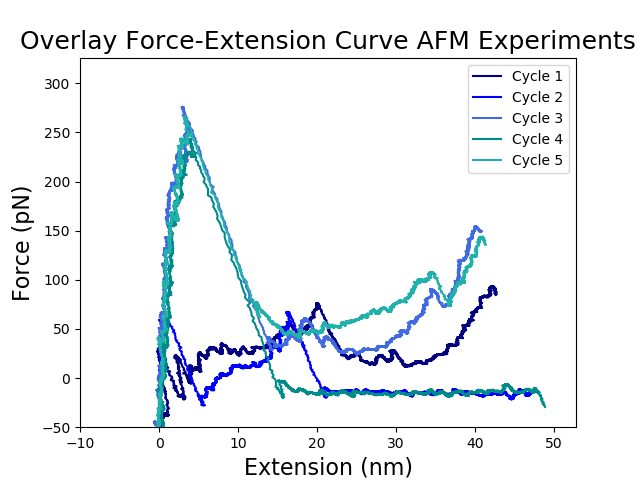 Overlay Force-Extension Curve AFM Experiments
Cycle 1
Cycle 2
Cycle 3
Cycle 4
Cycle 5
Force (pN)
300
250
200
150
100
50
0
−50
−10
0
10
20
30
40
50
Extension (nm)